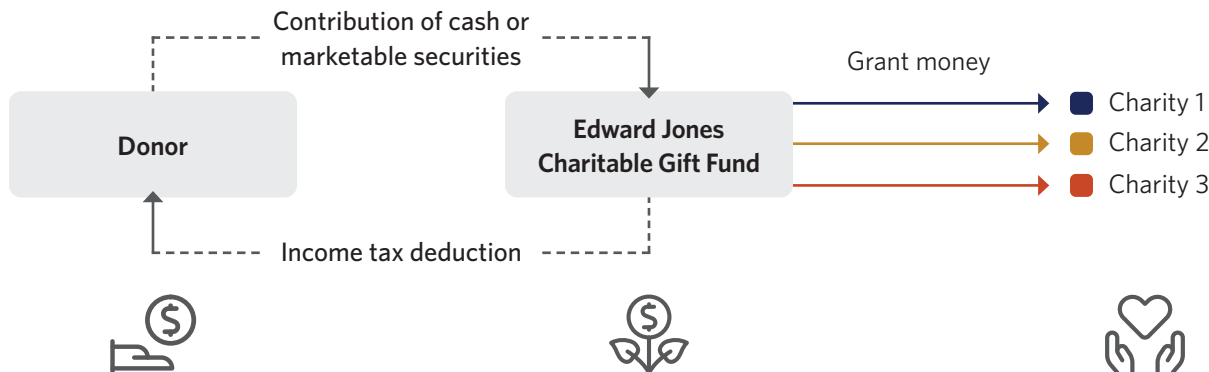 Contribution of cash or
marketable securities
Grant money
Donor
Edward Jones
Charitable Gift Fund
Charity 1
Charity 2
Charity 3
Income tax deduction
$
$